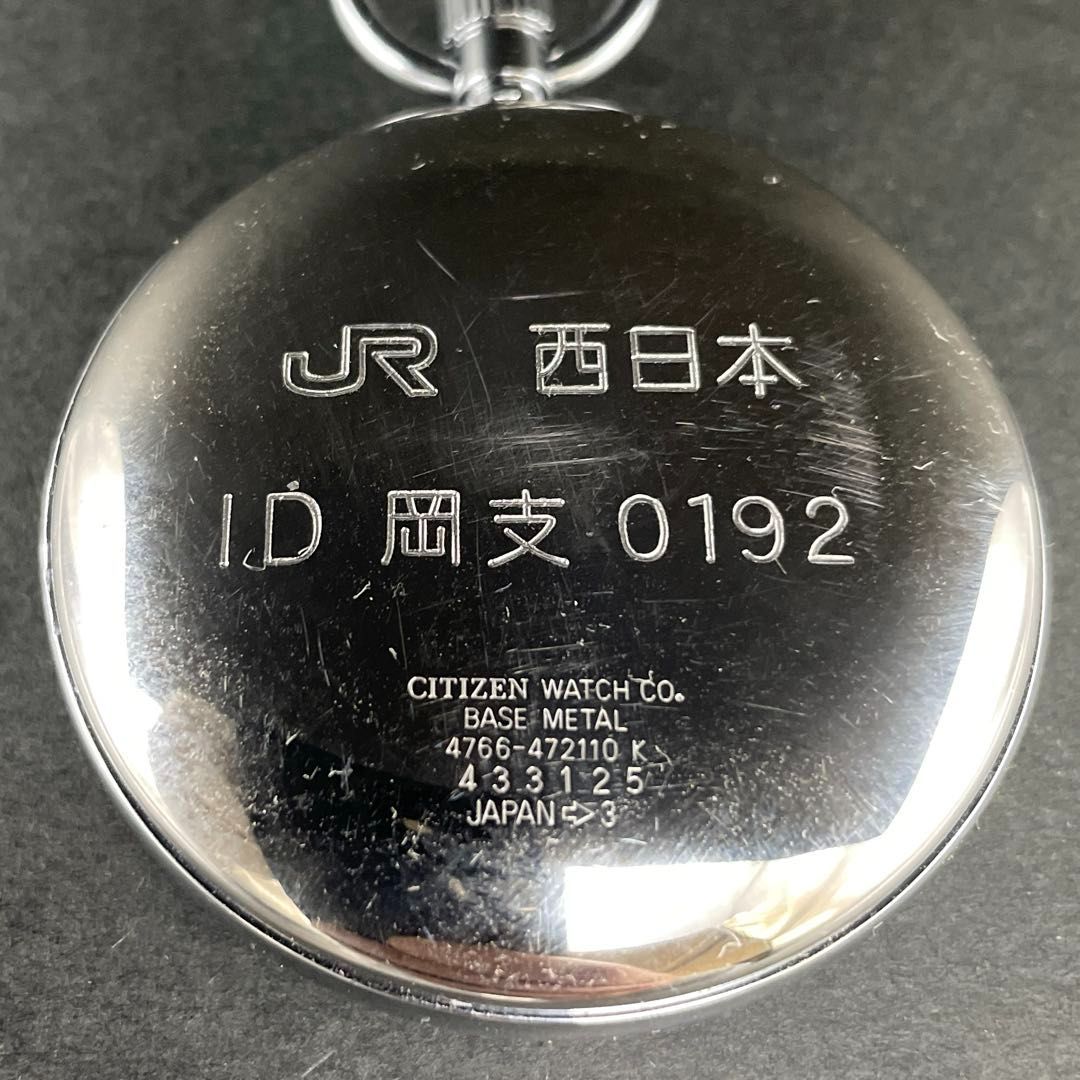 JR 西日本
ID 岡支 0192
CITIZEN WATCH CO.
BASE METAL
4766-472110 K
433125
JAPAN ⇨3